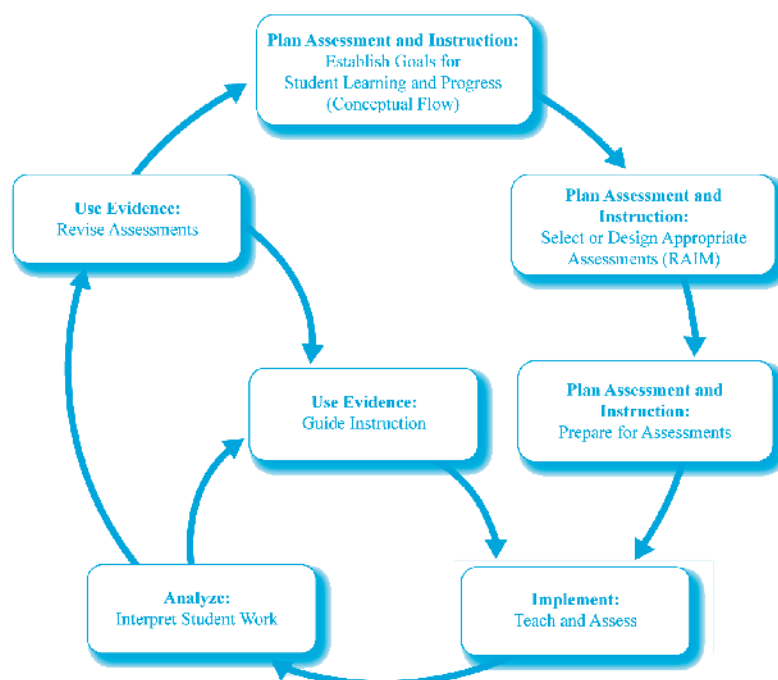 Plan Assessment and Instruction:
Establish Goals for
Student Learning and Progress
(Conceptual Flow)
Use Evidence:
Revise Assessments
Plan Assessment and
Instruction:
Select or Design Appropriate
Assessments (RAIM)
Use Evidence:
Guide Instruction
Plan Assessment and
Instruction:
Prepare for Assessments
Analyze:
Interpret Student Work
Implement:
Teach and Assess